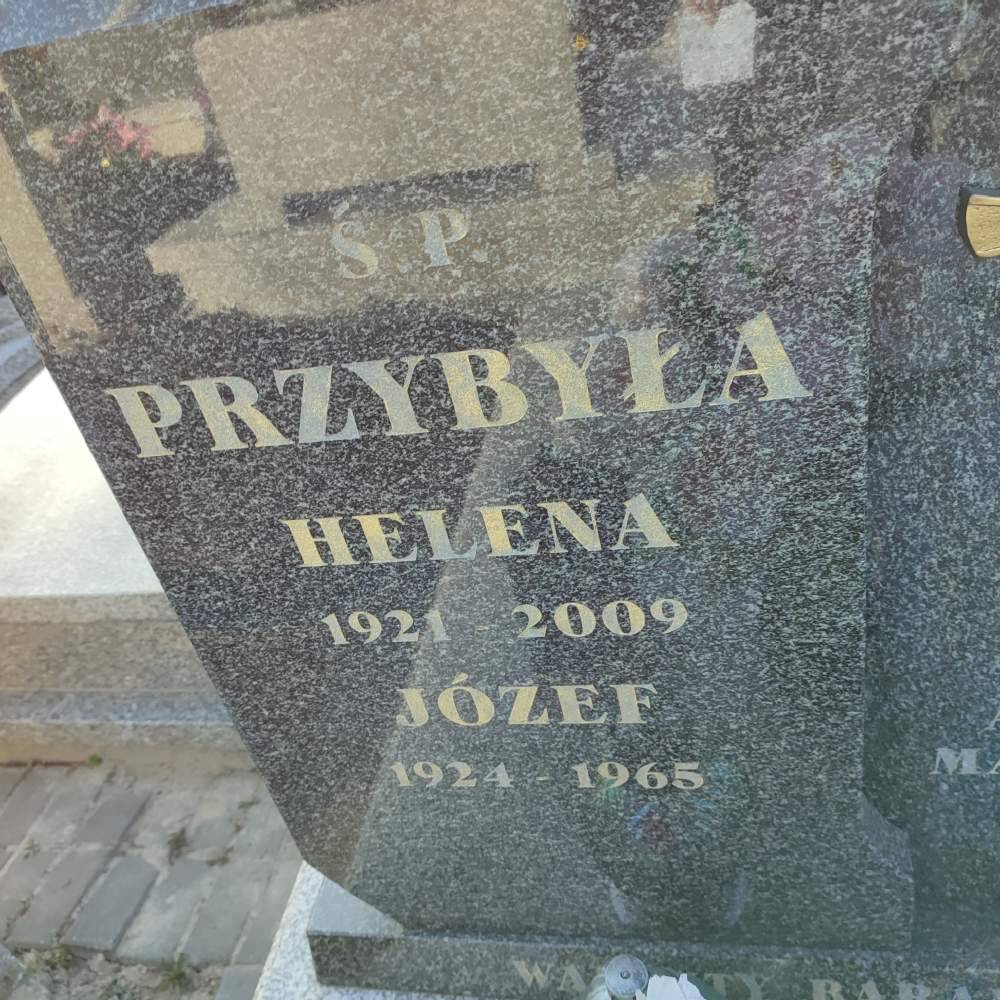 Ś.P.
PRZYBYŁA
HELENA
1921 - 2009
JÓZEF
1924 - 1965